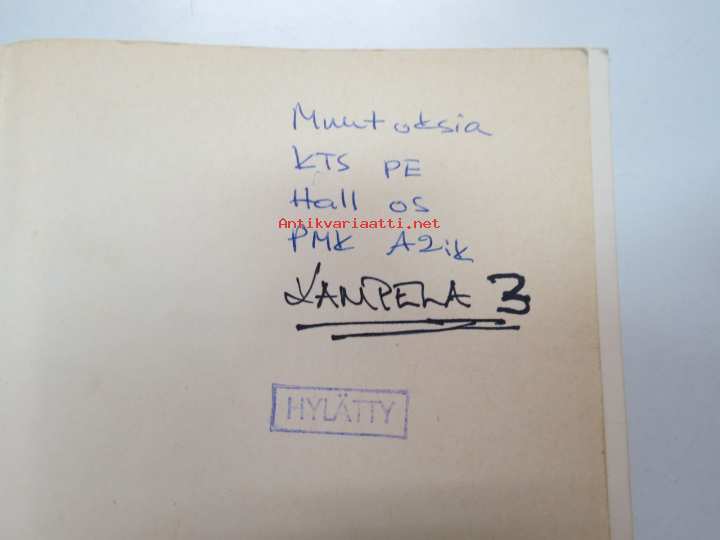 Muutoksia
KTS PE
Hall os
Antikvariaatti.net
PMK A2ik
KAMPELA 3
HYLÄTTY